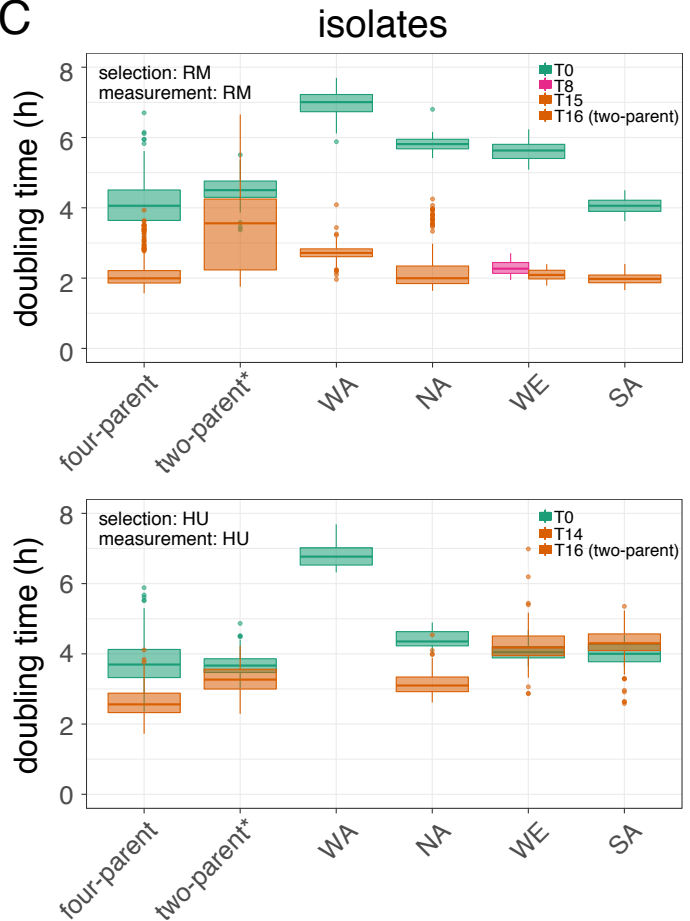 C
isolates
selection: RM
measurement: RM
T0
T8
T15
T16 (two-parent)
doubling time (h)
8
6
4
2
0
four-parent
two-parent*
WA
NA
WE
SA
selection: HU
measurement: HU
T0
T14
T16 (two-parent)
doubling time (h)
8
6
4
2
0
four-parent
two-parent*
WA
NA
WE
SA